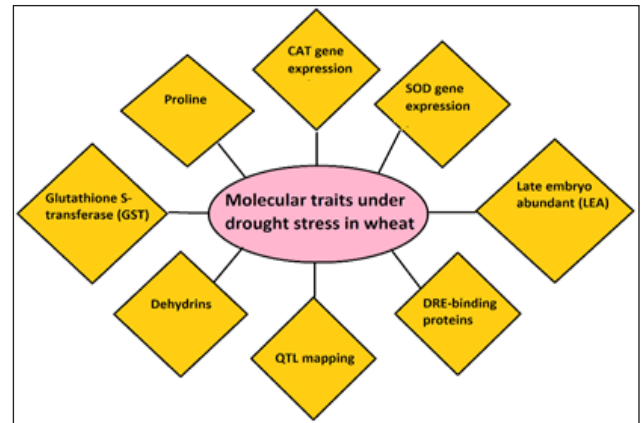 CAT gene
expression
SOD gene
expression
Proline
Glutathione S-
transferase (GST)
Molecular traits under
drought stress in wheat
Late embryo
abundant (LEA)
Dehydrins
DRE-binding
proteins
QTL mapping